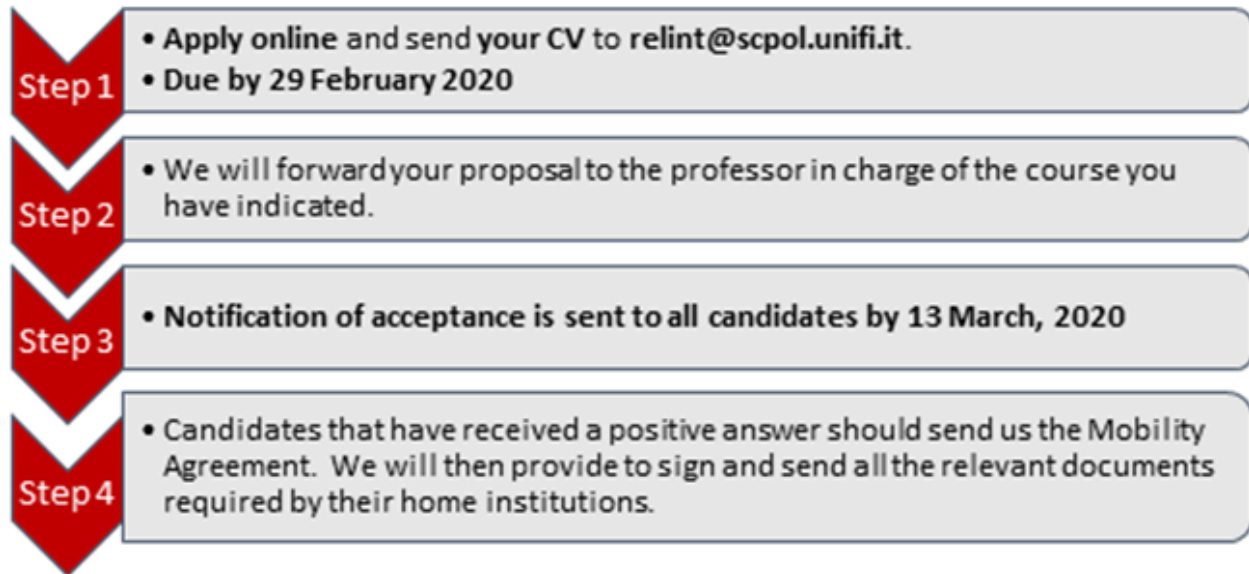 Step 1
• Apply online and send your CV to relint@scpol.unifi.it.
• Due by 29 February 2020
Step 2
• We will forward your proposal to the professor in charge of the course you
have indicated.
Step 3
• Notification of acceptance is sent to all candidates by 13 March, 2020
Step 4
• Candidates that have received a positive answer should send us the Mobility
Agreement.  We will then provide to sign and send all the relevant documents
required by their home institutions.